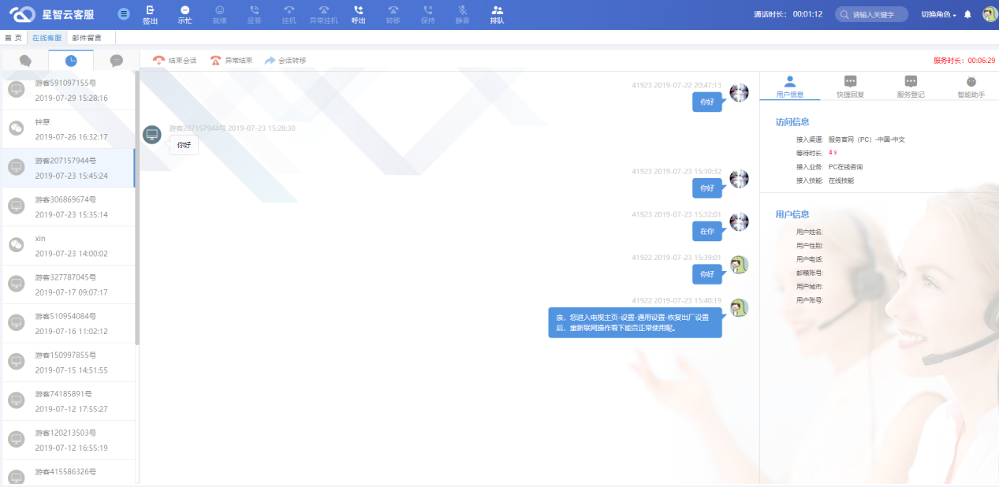 星智云客服
签出
示忙
就绪
应答
挂机
异常挂机
呼出
转移
保持
静音
排队
通话时长: 00:01:12
请输入关键字
切换角色
首 页
在线客服
邮件留言
结束会话
异常结束
会话转移
服务时长: 00:06:29
游客591097155号
2019-07-29 15:28:16
钟意
2019-07-26 16:32:17
游客207157944号
2019-07-23 15:45:24
游客306869674号
2019-07-23 15:35:14
xin
2019-07-23 14:00:02
游客327787045号
2019-07-17 09:07:17
游客510954084号
2019-07-16 11:02:12
游客150997855号
2019-07-15 14:51:55
游客74185891号
2019-07-12 17:55:27
游客120213503号
2019-07-12 16:55:19
游客415586326号
41923 2019-07-22 20:47:13
你好
游客207157944号 2019-07-23 15:28:30
你好
41923 2019-07-23 15:30:32
你好
41923 2019-07-23 15:32:01
在你
41922 2019-07-23 15:39:01
你好
41922 2019-07-23 15:40:19
亲，您进入电视主页-设置-通用设置-恢复出厂设置
后，重新联网操作看下能否正常使用呢。
用户信息
快捷回复
服务登记
智能助手
访问信息
接入渠道: 服务官网（PC）-中国-中文
等待时长: 4 s
接入业务: PC在线咨询
接入技能: 在线技能
用户信息
用户姓名:
用户性别:
用户电话:
邮箱账号:
用户城市:
用户账号: